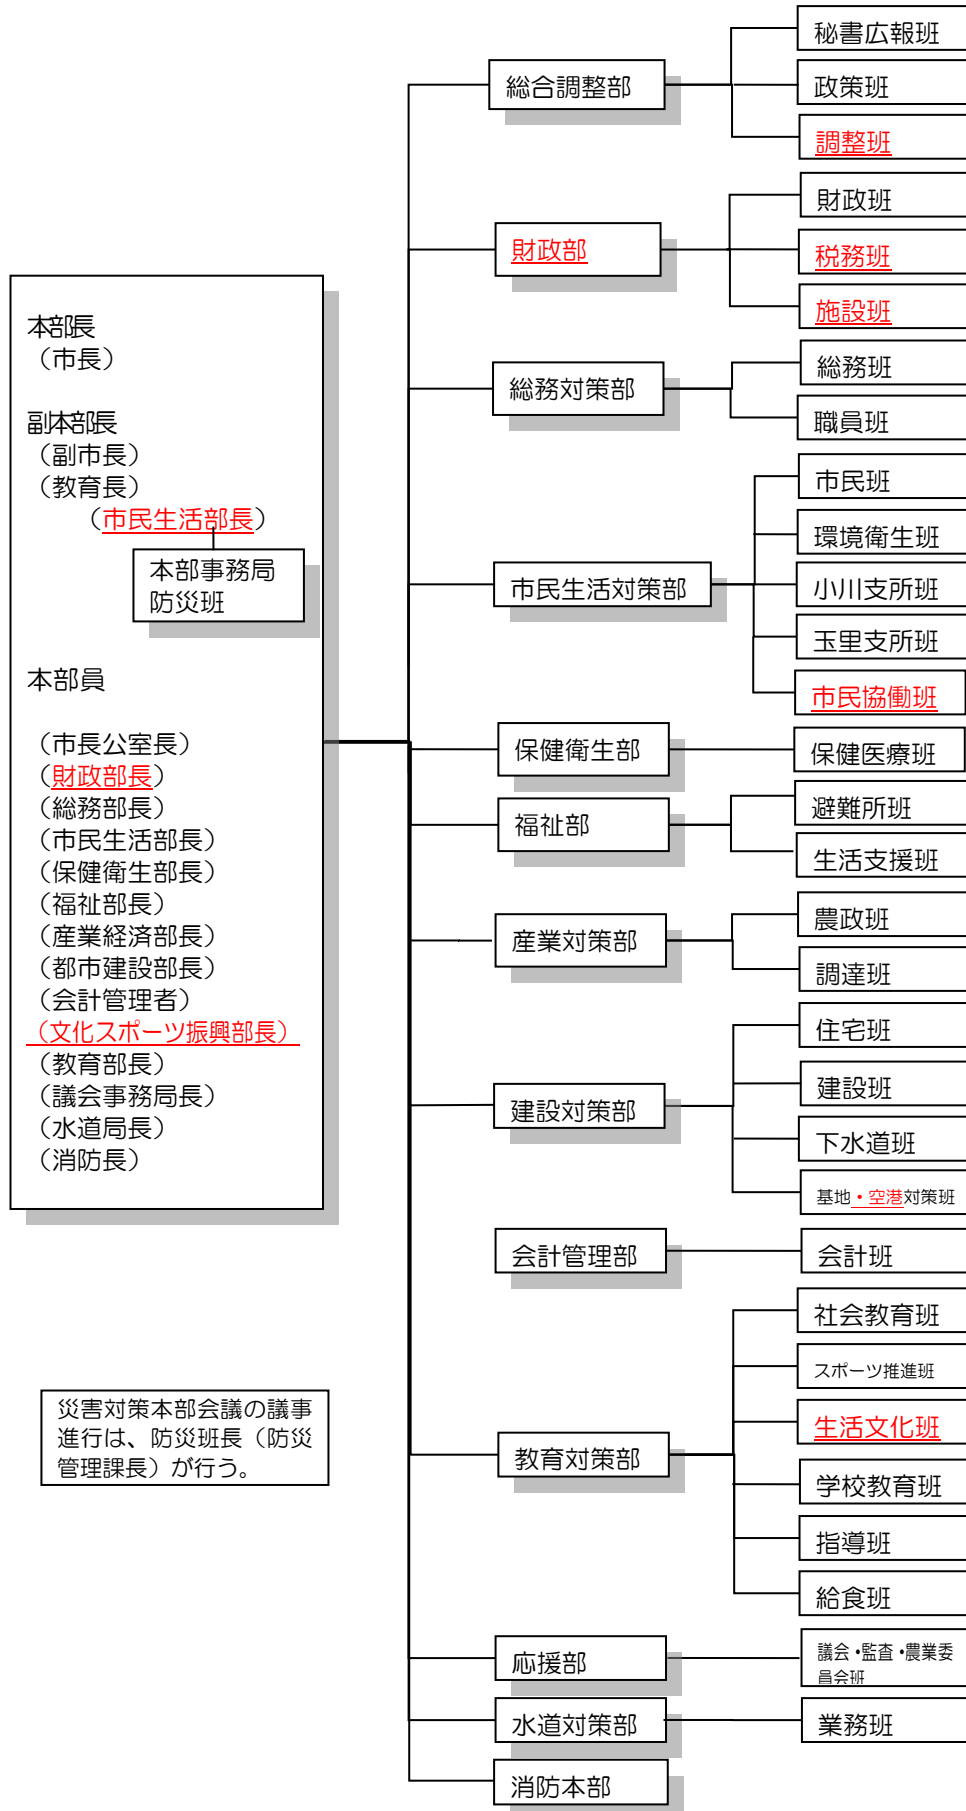 本部長
（市長）
副本部長
（副市長）
（教育長）
（市民生活部長）
本部事務局
防災班
本部員
（市長公室長）
（財政部長）
（総務部長）
（市民生活部長）
（保健衛生部長）
（福祉部長）
（産業経済部長）
（都市建設部長）
（会計管理者）
（文化スポーツ振興部長）
（教育部長）
（議会事務局長）
（水道局長）
（消防長）
災害対策本部会議の議事
進行は、防災班長（防災
管理課長）が行う。
総合調整部
秘書広報班
政策班
調整班
財政部
財政班
税務班
施設班
総務対策部
総務班
職員班
市民生活対策部
市民班
環境衛生班
小川支所班
玉里支所班
市民協働班
保健衛生部
保健医療班
福祉部
避難所班
生活支援班
産業対策部
農政班
調達班
建設対策部
住宅班
建設班
下水道班
基地・空港対策班
会計管理部
会計班
教育対策部
社会教育班
スポーツ推進班
生活文化班
学校教育班
指導班
給食班
応援部
議会・監査・農業委
員会班
水道対策部
業務班
消防本部